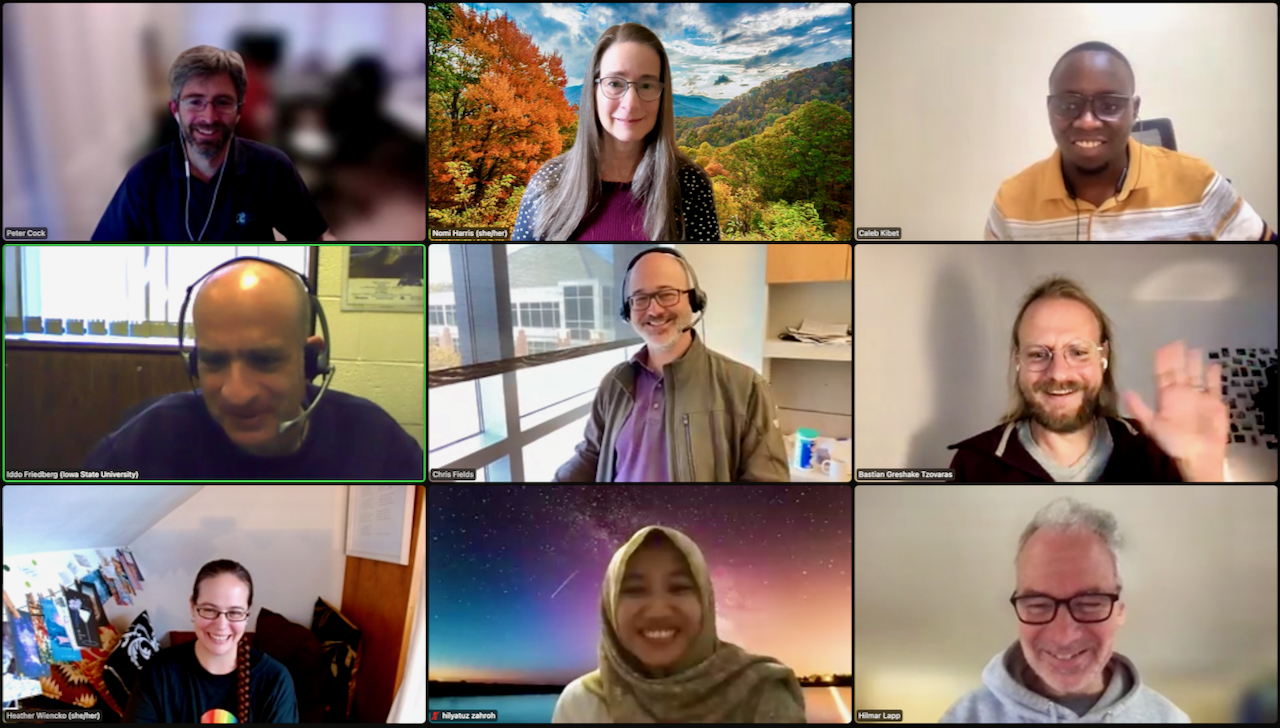 Peter Cock
Nomi Harris (she/her)
Caleb Kibet
Iddo Friedberg (Iowa State University)
Chris Fields
Bastian Greshake Tzovaras
Heather Wiencko (she/her)
hilyatuz zahroh
Hilmar Lapp